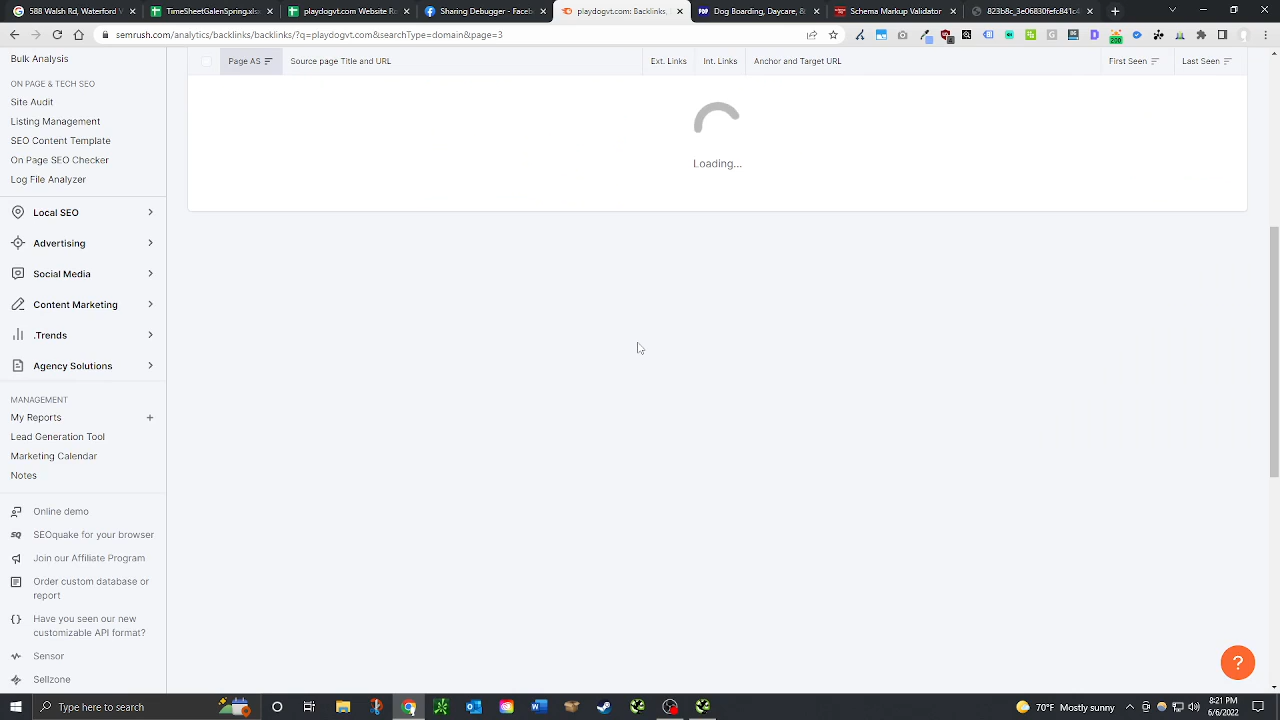 58B Walsh Rd, Waterford V
TimeSheetGalenSpring.xls
playdogvt.com Website R
Sharing Debugger - Faceb
playdogvt.com: Backlinks,
Dog Boarding, Daycare, &
Schema Markup Validator
82338c_3e06830fefc841c4
semrush.com/analytics/backlinks/backlinks/?q=playdogvt.com&searchType=domain&page=3
Bulk Analysis
ON PAGE & TECH SEO
Site Audit
Listing Management
SEO Content Template
On Page SEO Checker
Log File Analyzer
Local SEO
Advertising
Social Media
Content Marketing
.Trends
Agency Solutions
MANAGEMENT
My Reports
Lead Generation Tool
Marketing Calendar
Notes
Online demo
SEOquake for your browser
Join our Affiliate Program
Order custom database or
report
Have you seen our new
customizable API format?
Sensor
Sellzone
Page AS
Source page Title and URL
Ext. Links
Int. Links
Anchor and Target URL
First Seen
Last Seen
Loading...
?
Type here to search
70°F Mostly sunny
8:21 PM
6/6/2022